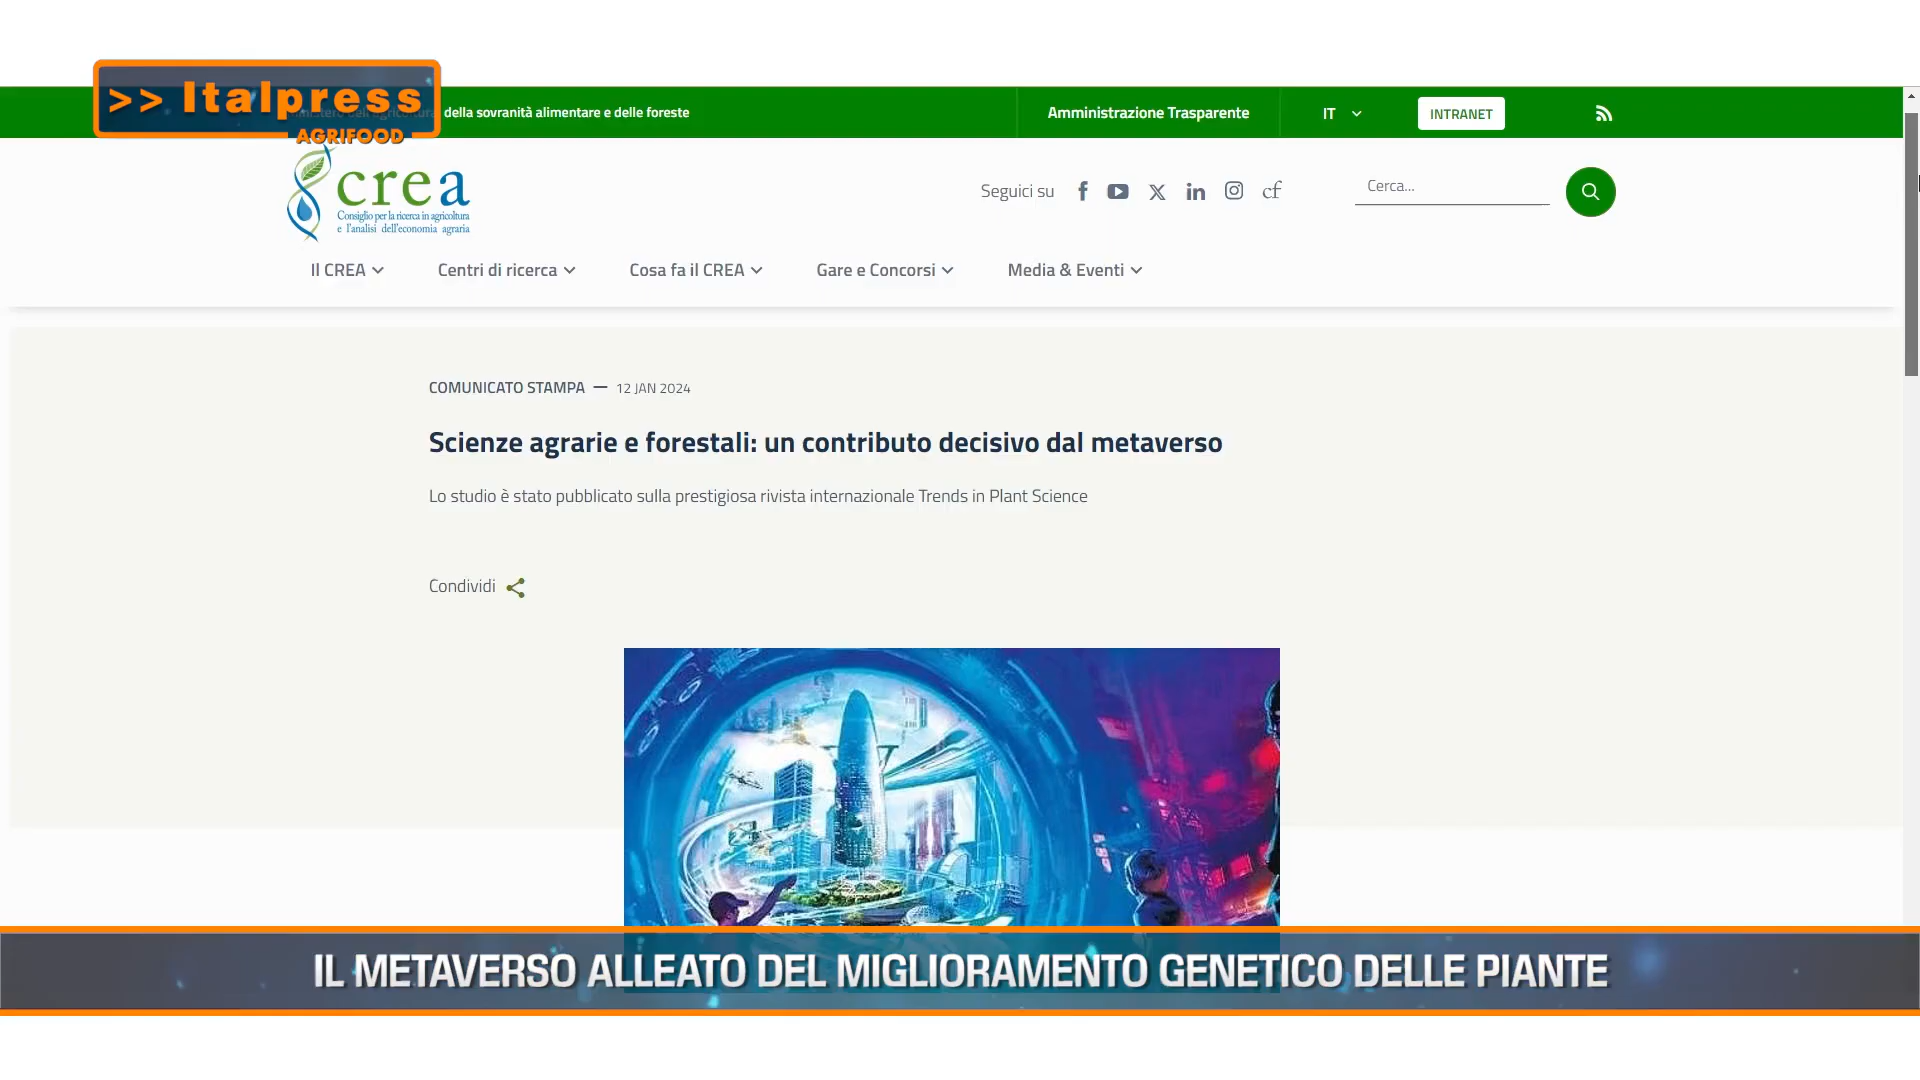 >> Italpress
AGRIFOOD
della sovranità alimentare e delle foreste
Amministrazione Trasparente
IT
INTRANET
crea
Consiglio per la ricerca in agricoltura
e l'analisi dell'economia agraria
Seguici su
cf
Cerca...
Il CREA
Centri di ricerca
Cosa fa il CREA
Gare e Concorsi
Media & Eventi
COMUNICATO STAMPA — 12 JAN 2024
Scienze agrarie e forestali: un contributo decisivo dal metaverso
Lo studio è stato pubblicato sulla prestigiosa rivista internazionale Trends in Plant Science
Condividi
IL METAVERSO ALLEATO DEL MIGLIORAMENTO GENETICO DELLE PIANTE